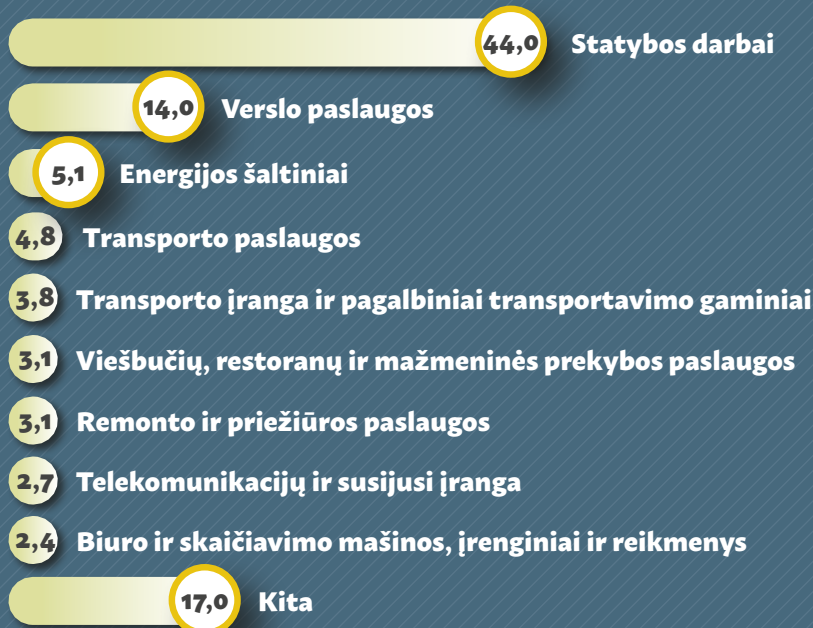 44,0 Statybos darbai
14,0 Verslo paslaugos
5,1 Energijos šaltiniai
4,8 Transporto paslaugos
3,8 Transporto įranga ir pagalbiniai transportavimo gaminiai
3,1 Viešbučių, restoranų ir mažmeninės prekybos paslaugos
3,1 Remonto ir priežiūros paslaugos
2,7 Telekomunikacijų ir susijusi įranga
2,4 Biuro ir skaičiavimo mašinos, įrenginiai ir reikmenys
17,0 Kita